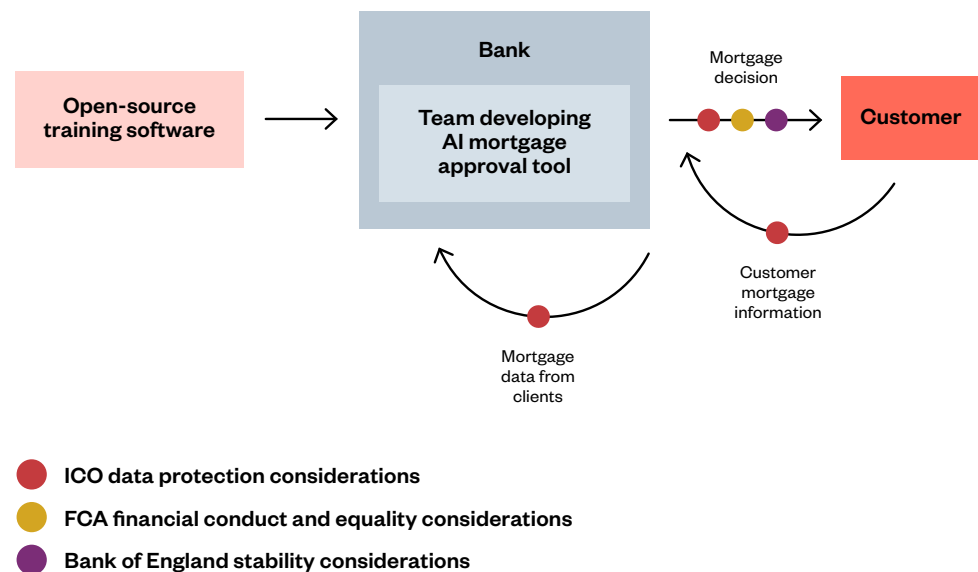 Bank
Mortgage
decision
Open-source
training software
Team developing
AI mortgage
approval tool
Customer
Customer
mortgage
information
Mortgage
data from
clients
ICO data protection considerations
FCA financial conduct and equality considerations
Bank of England stability considerations